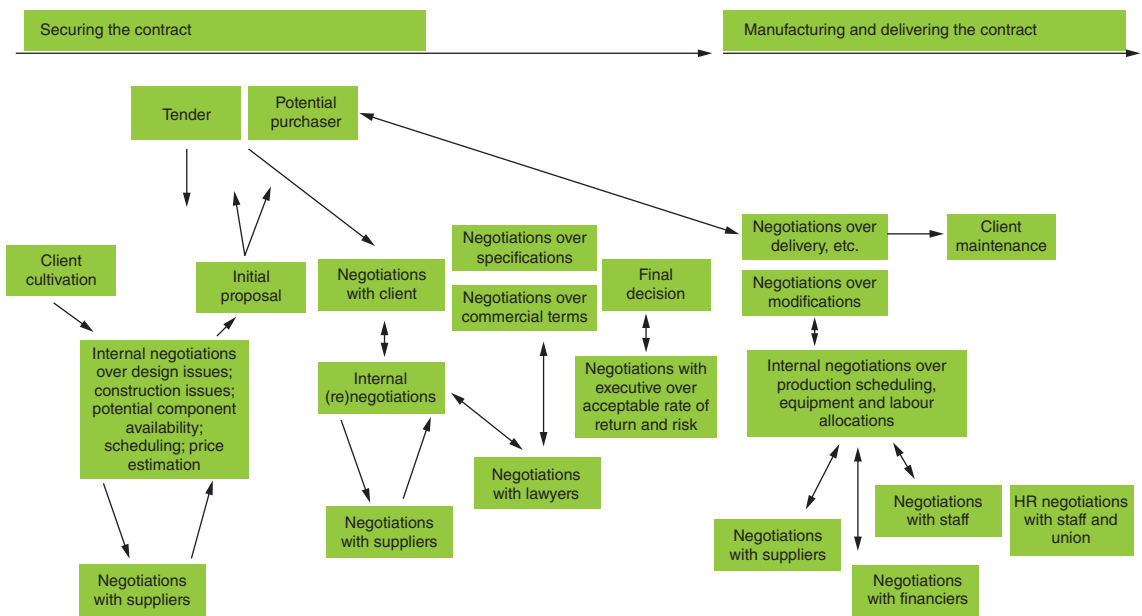 Securing the contract
Manufacturing and delivering the contract
Tender
Potential
purchaser
Client
cultivation
Initial
proposal
Negotiations
with client
Negotiations over
specifications
Negotiations over
commercial terms
Final
decision
Negotiations over
delivery, etc.
Client
maintenance
Negotiations over
modifications
Internal negotiations
over design issues;
construction issues;
potential component
availability;
scheduling; price
estimation
Internal
(re)negotiations
Negotiations with
executive over
acceptable rate of
return and risk
Internal negotiations over
production scheduling,
equipment and labour
allocations
Negotiations
with lawyers
Negotiations
with suppliers
Negotiations
with suppliers
Negotiations
with suppliers
Negotiations
with staff
HR negotiations
with staff and
union
Negotiations
with financiers